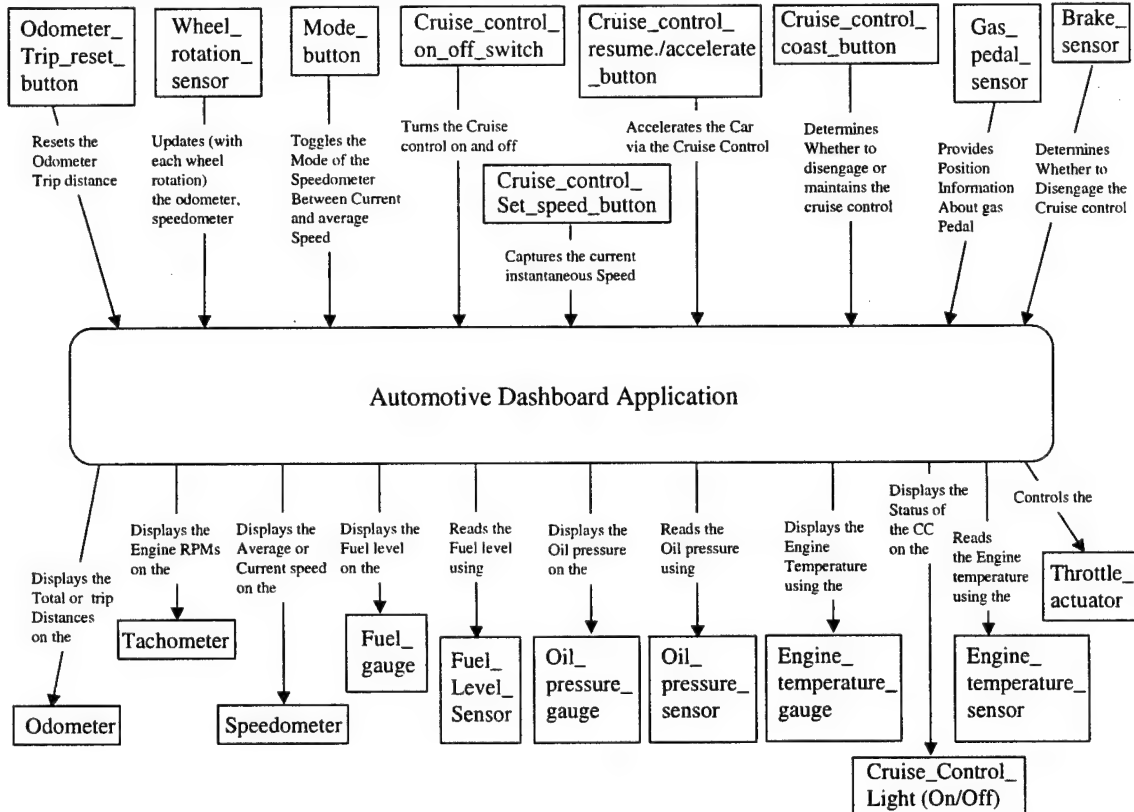 Odometer_
Trip_reset_
button
Wheel_
rotation_
sensor
Mode_
button
Cruise_control_
on_off_switch
Cruise_control_
resume./accelerate
_button
Cruise_control_
coast_button
Gas_
pedal_
sensor
Brake_
sensor
Resets the
Odometer
Trip distance
Updates (with
each wheel
rotation)
the odometer,
speedometer
Toggles the
Mode of the
Speedometer
Between Current
and average
Speed
Turns the Cruise
control on and off
Cruise_control_
Set_speed_button
Captures the current
instantaneous Speed
Accelerates the Car
via the Cruise Control
Determines
Whether to
disengage or
maintains the
cruise control
Provides
Position
Information
About gas
Pedal
Determines
Whether to
Disengage the
Cruise control
Automotive Dashboard Application
Displays the
Total or trip
Distances
on the
Displays the
Engine RPMs
on the
Displays the
Average or
Current speed
on the
Displays the
Fuel level
on the
Reads the
Fuel level
using
Displays the
Oil pressure
on the
Reads the
Oil pressure
using
Displays the
Engine
Temperature
using the
Displays the
Status of
the CC
on the
Reads
the Engine
temperature
using the
Controls the
Odometer
Tachometer
Speedometer
Fuel_
gauge
Fuel_
Level_
Sensor
Oil_
pressure_
gauge
Oil_
pressure_
sensor
Engine_
temperature_
gauge
Cruise_Control_
Light (On/Off)
Engine_
temperature_
sensor
Throttle_
actuator